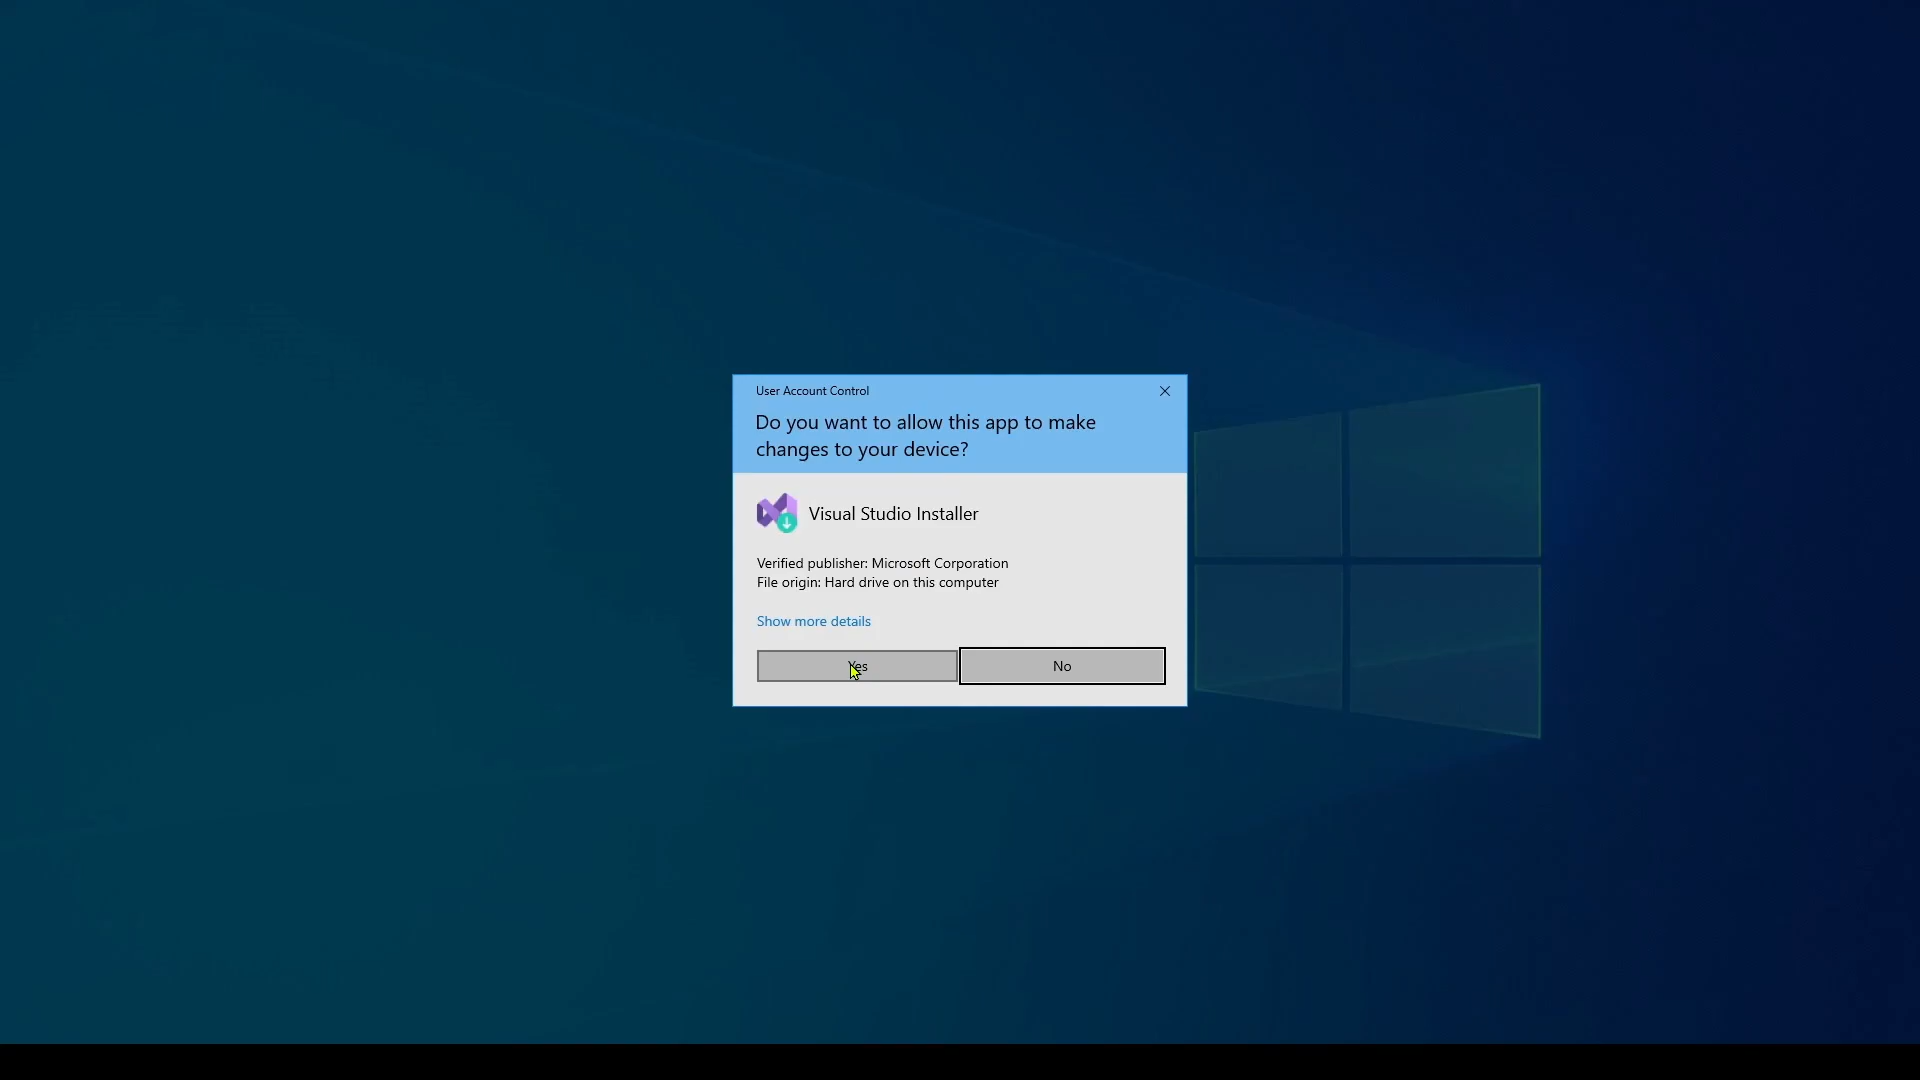 User Account Control
Do you want to allow this app to make
changes to your device?
Visual Studio Installer
Verified publisher: Microsoft Corporation
File origin: Hard drive on this computer
Show more details
Yes
No